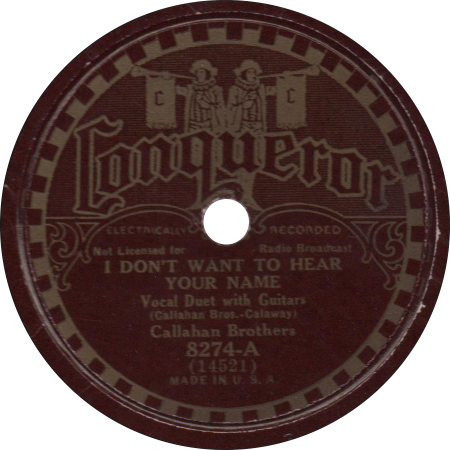 C C
Conqueror
ELECTRICALLY RECORDED
Not Licensed for Radio Broadcast
I DON'T WANT TO HEAR
YOUR NAME
Vocal Duet with Guitars
(Callahan Bros.-Calaway)
Callahan Brothers
8274-A
(14521)
MADE IN U. S. A.